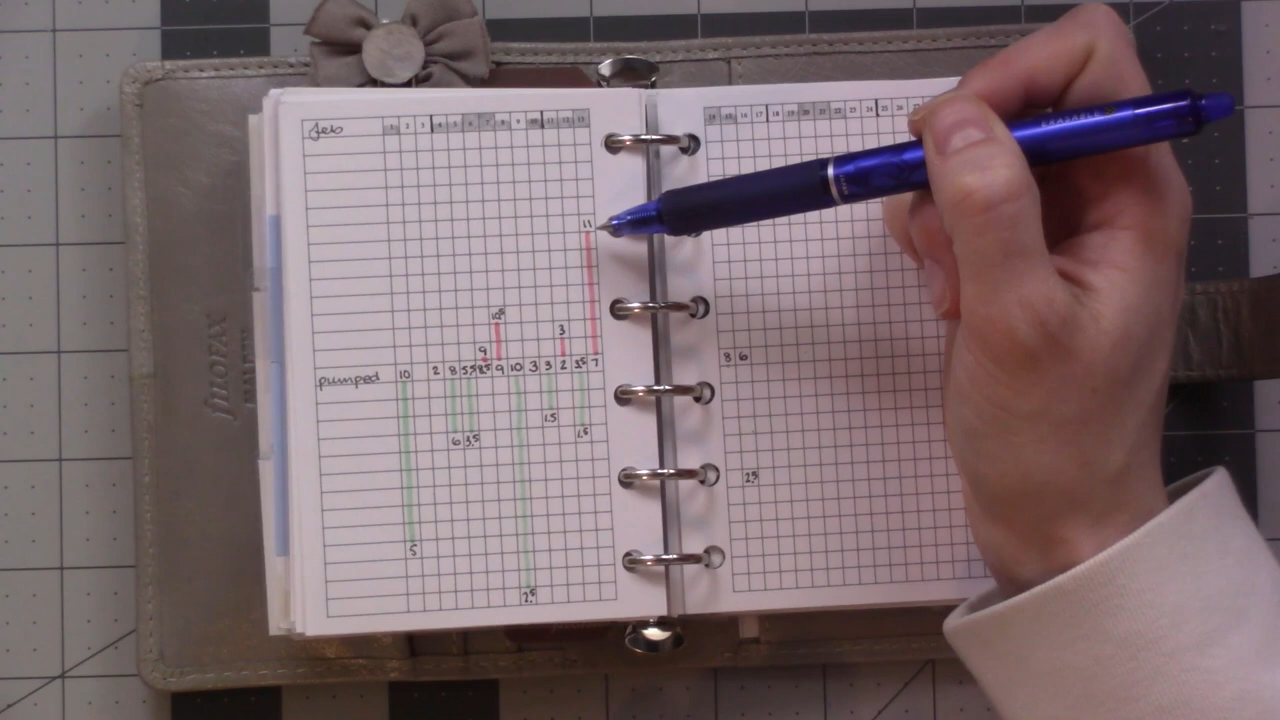 Feb 1 2 3 4 5 6 7 8 9 10 11 12 13
14 15 16 17 18 19 20 21 22 23 24 25 26
ERASABLE
11
3
9
pumped 10 2 8 5.5 8.5 9 10 3 3 2 3.5 7
8 6
1.5
6 3.5 1.5
2.5
5
2.5
filofax